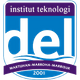 institut teknologi
del
MARTUHAN-MARROHA-MARBISUK
2001